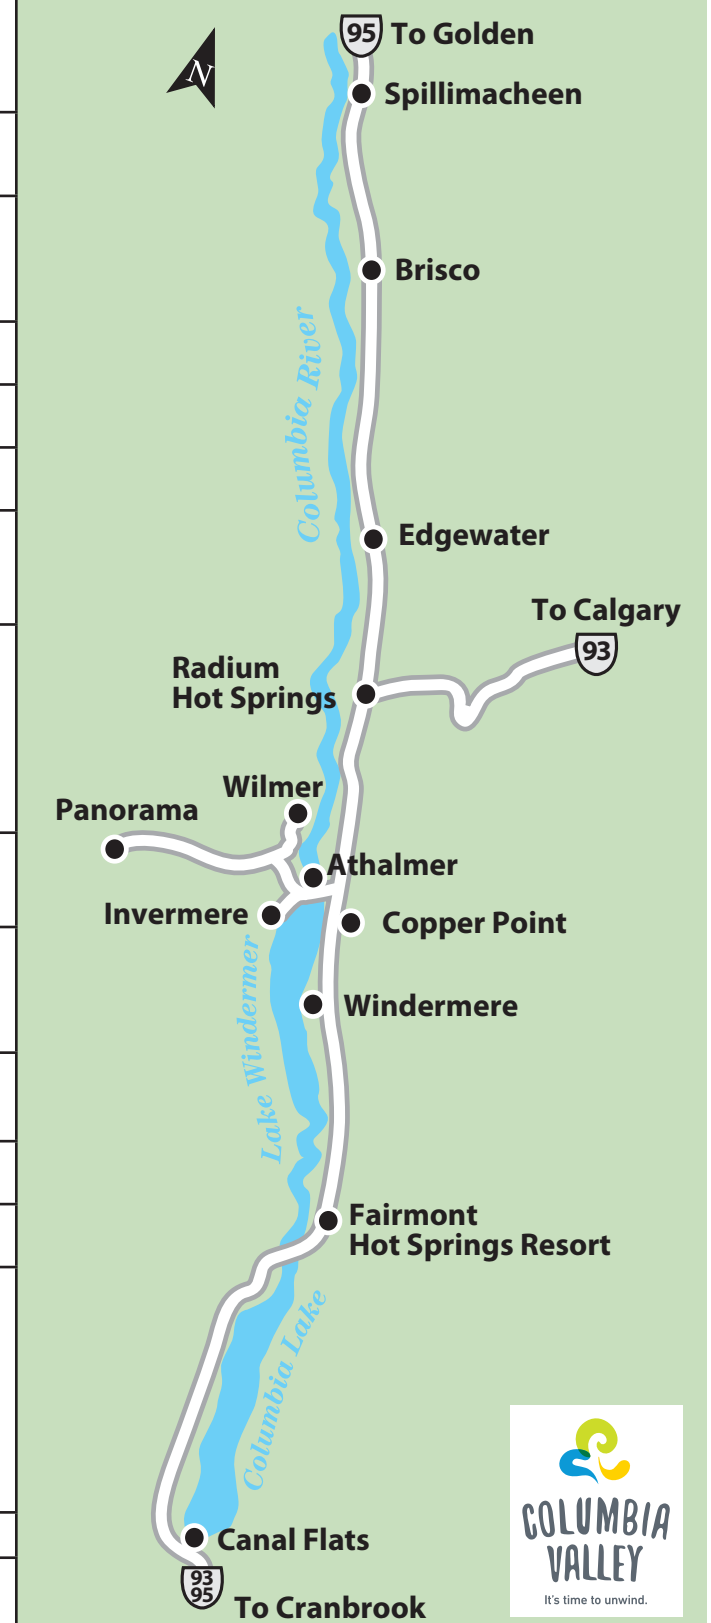 95 To Golden
N
Spillimacheen
Brisco
Columbia River
Edgewater
To Calgary
93
Radium
Hot Springs
Wilmer
Panorama
Athalmer
Invermere
Copper Point
Lake Windermer
Windermere
Fairmont
Hot Springs Resort
Columbia Lake
Canal Flats
93
95
To Cranbrook
COLUMBIA
VALLEY
It's time to unwind.